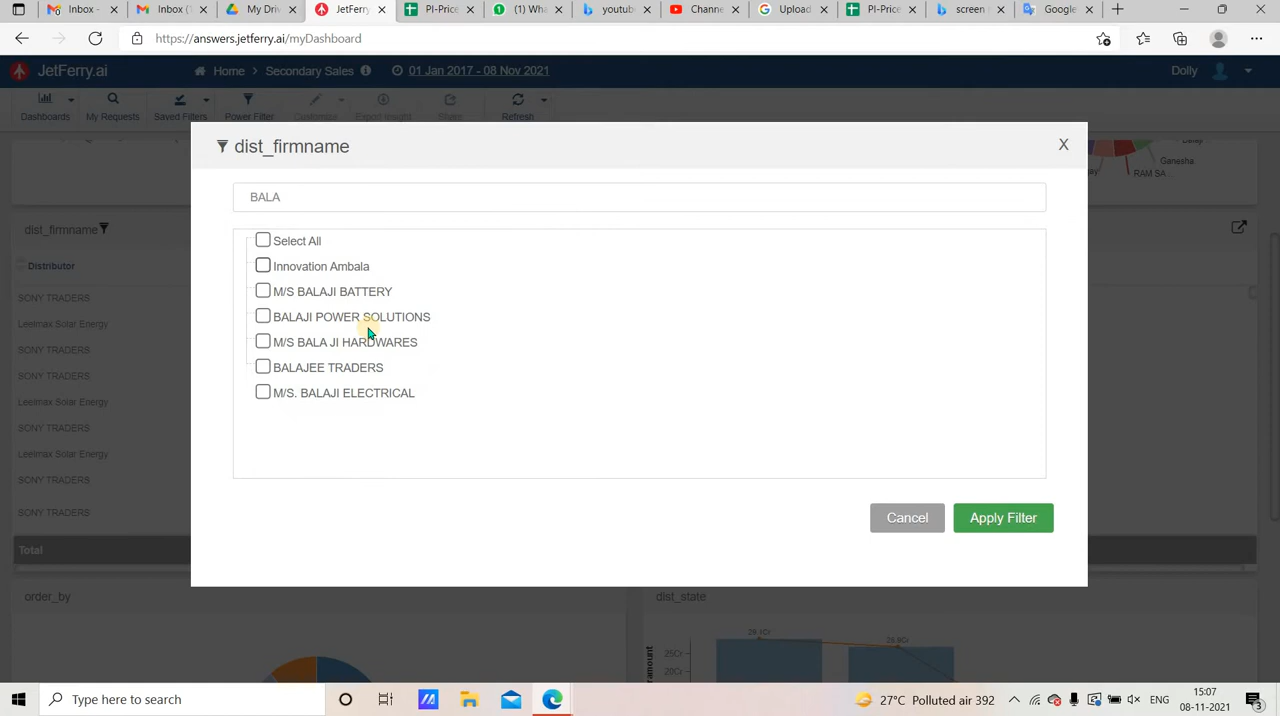 Inbox -
Inbox (1
My Driv
JetFerry
PI-Price
Wha
youtub
Channe
Upload
PI-Price
screen
Google
https://answers.jetferry.ai/myDashboard
JetFerry.ai
Home > Secondary Sales
01 Jan 2017 - 08 Nov 2021
Dolly
Dashboards
My Requests
Saved Filters
Power Filter
Customize
Export Insight
Slides
Refresh
dist_firmname
X
Ganesha
RAM SA...
BALA
dist_firmname
Distributor
SONY TRADERS
Leelmax Solar Energy
SONY TRADERS
SONY TRADERS
Leelmax Solar Energy
SONY TRADERS
Leelmax Solar Energy
SONY TRADERS
SONY TRADERS
Total
Select All
Innovation Ambala
M/S BALAJI BATTERY
BALAJI POWER SOLUTIONS
M/S BALA JI HARDWARES
BALAJEE TRADERS
M/S. BALAJI ELECTRICAL
Cancel
Apply Filter
order_by
dist_state
25Cr
20Cr
Type here to search
27°C Polluted air 392
ENG
15:07
08-11-2021
3